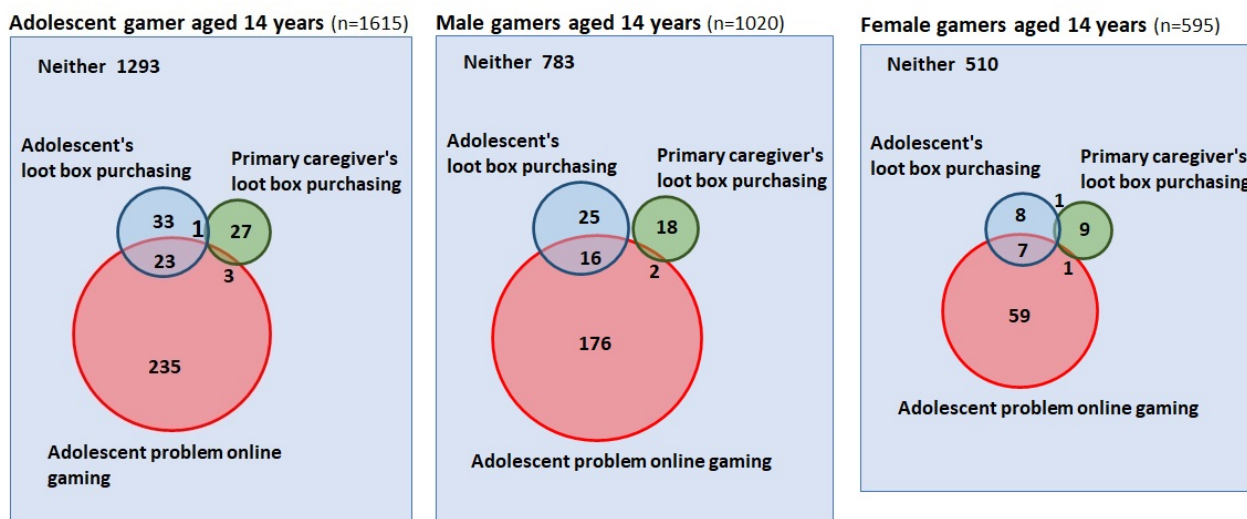 Adolescent gamer aged 14 years (n=1615)
Neither 1293
Adolescent's
loot box purchasing
Primary caregiver's
loot box purchasing
33
1
27
23
3
235
Adolescent problem online
gaming
Male gamers aged 14 years (n=1020)
Neither 783
Adolescent's
loot box purchasing
Primary caregiver's
loot box purchasing
25
18
16
2
176
Adolescent problem online gaming
Female gamers aged 14 years (n=595)
Neither 510
Adolescent's
loot box purchasing
Primary caregiver's
loot box purchasing
1
8
9
7
1
59
Adolescent problem online gaming